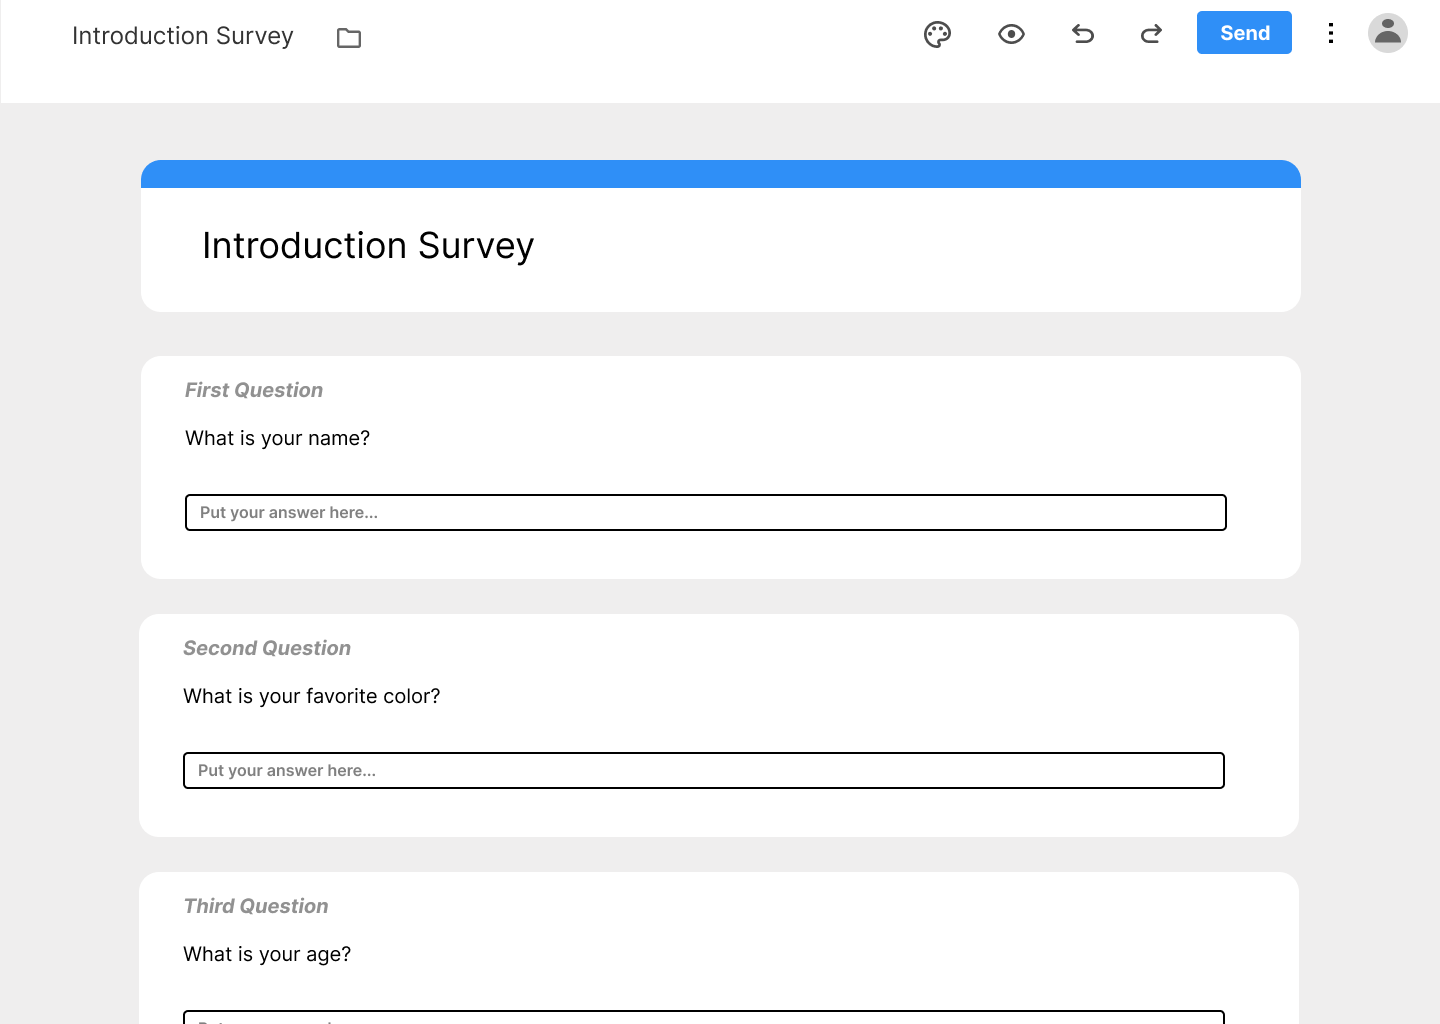 Introduction Survey
Send
Introduction Survey
First Question
What is your name?
Put your answer here...
Second Question
What is your favorite color?
Put your answer here...
Third Question
What is your age?